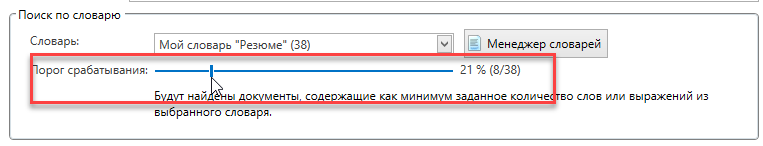 Поиск по словарю
Словарь: Мой словарь "Резюме" (38) Менеджер словарей
Порог срабатывания: 21 % (8/38)
Будут найдены документы, содержащие как минимум заданное количество слов или выражений из
выбранного словаря.